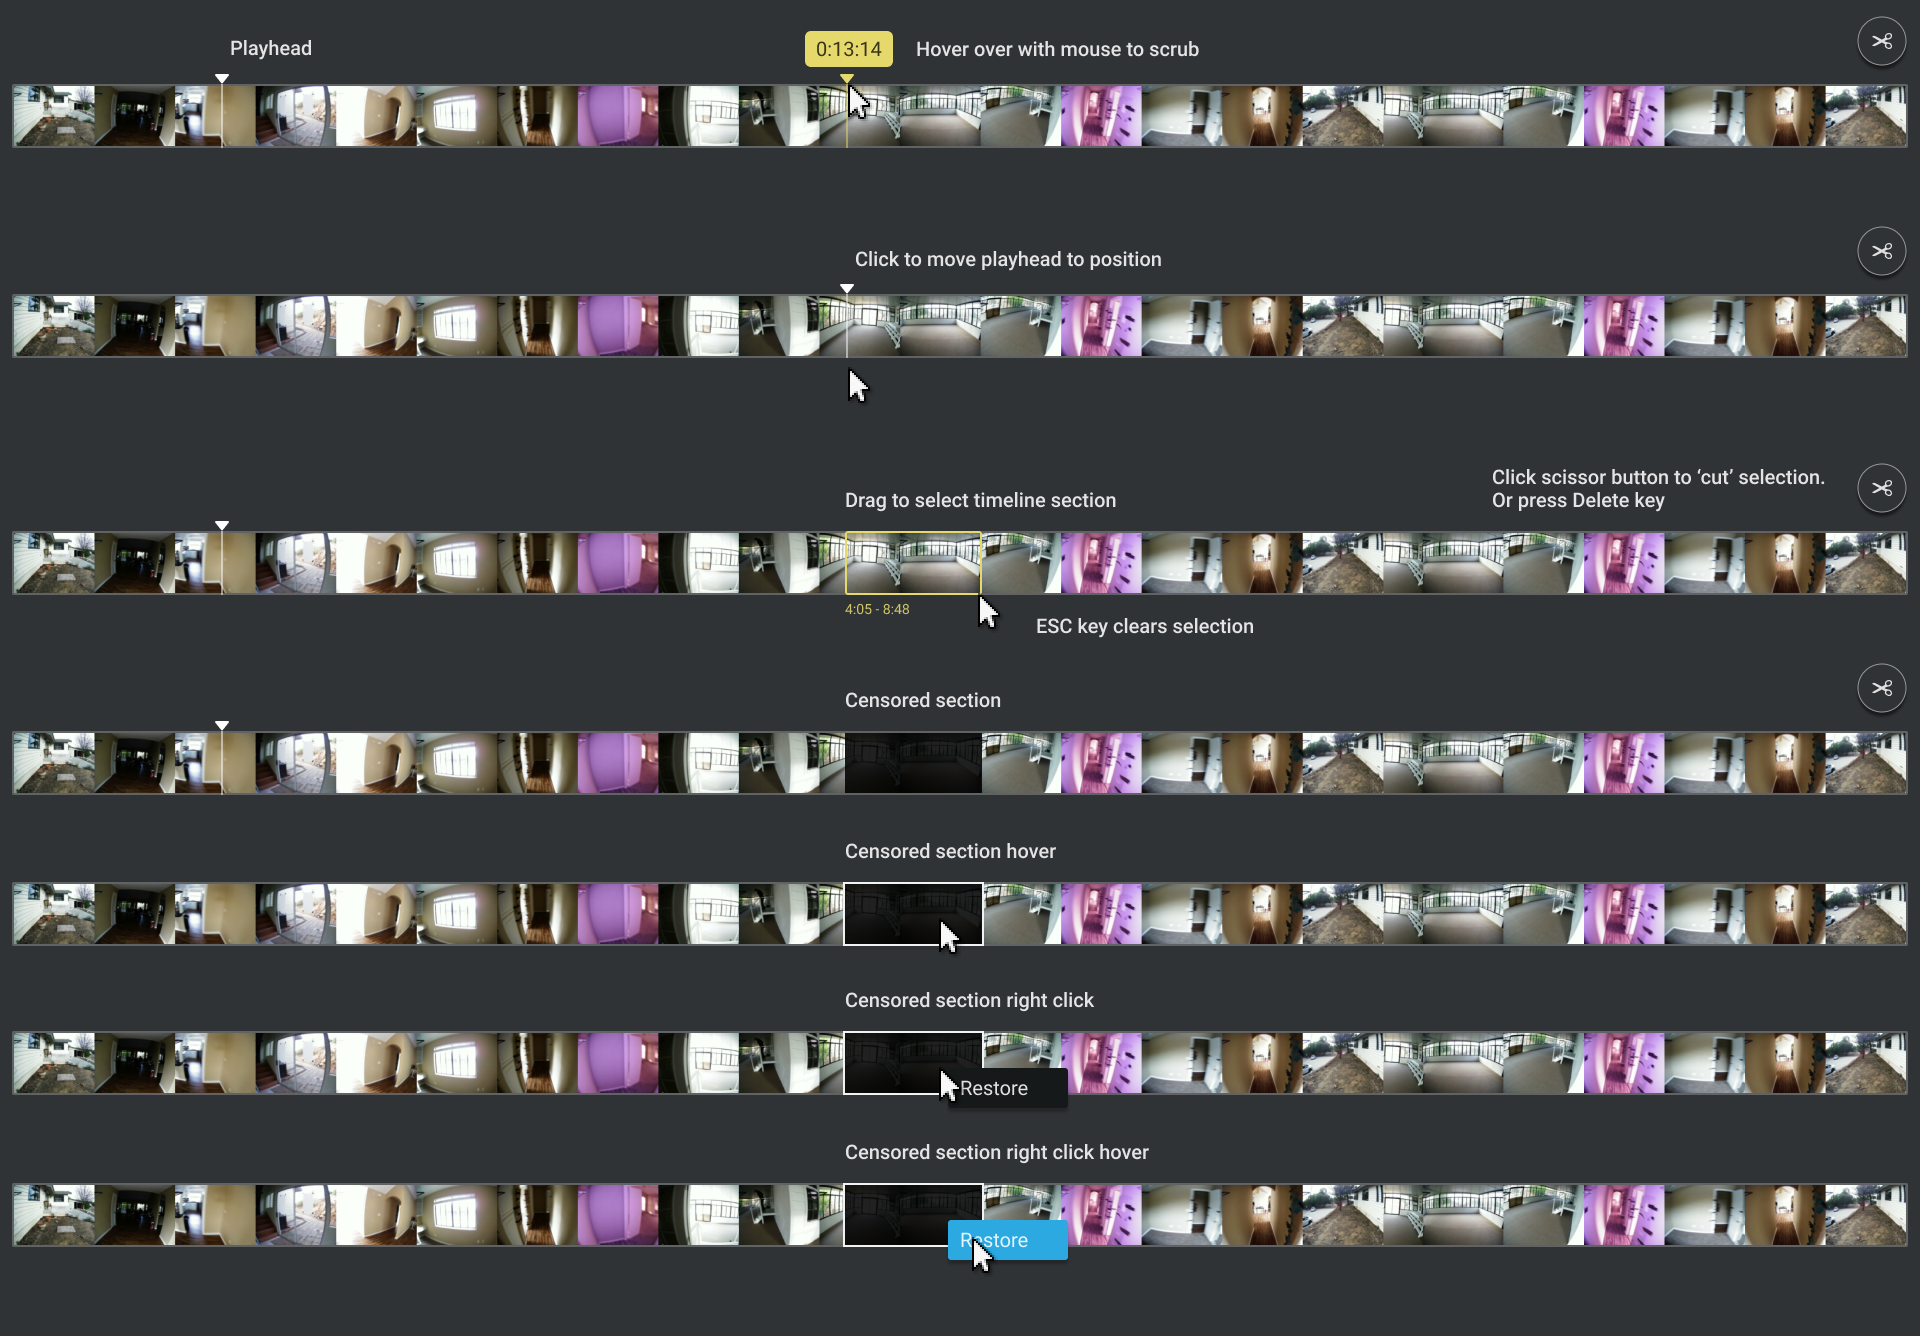 Playhead
0:13:14
Hover over with mouse to scrub
Click to move playhead to position
Click scissor button to ‘cut’ selection.
Or press Delete key
Drag to select timeline section
4:05 - 8:48
ESC key clears selection
Censored section
Censored section hover
Censored section right click
Restore
Censored section right click hover
Restore